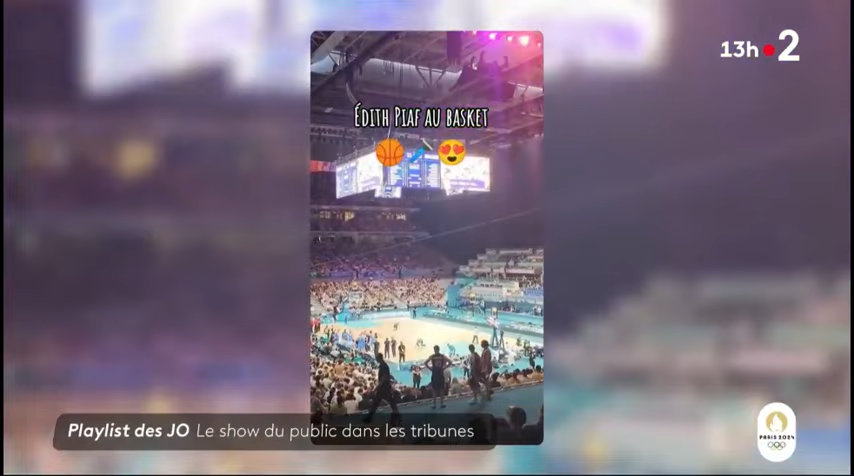 13h 2
ÉDITH PIAF AU BASKET
Playlist des JO Le show du public dans les tribunes
PARIS 2024